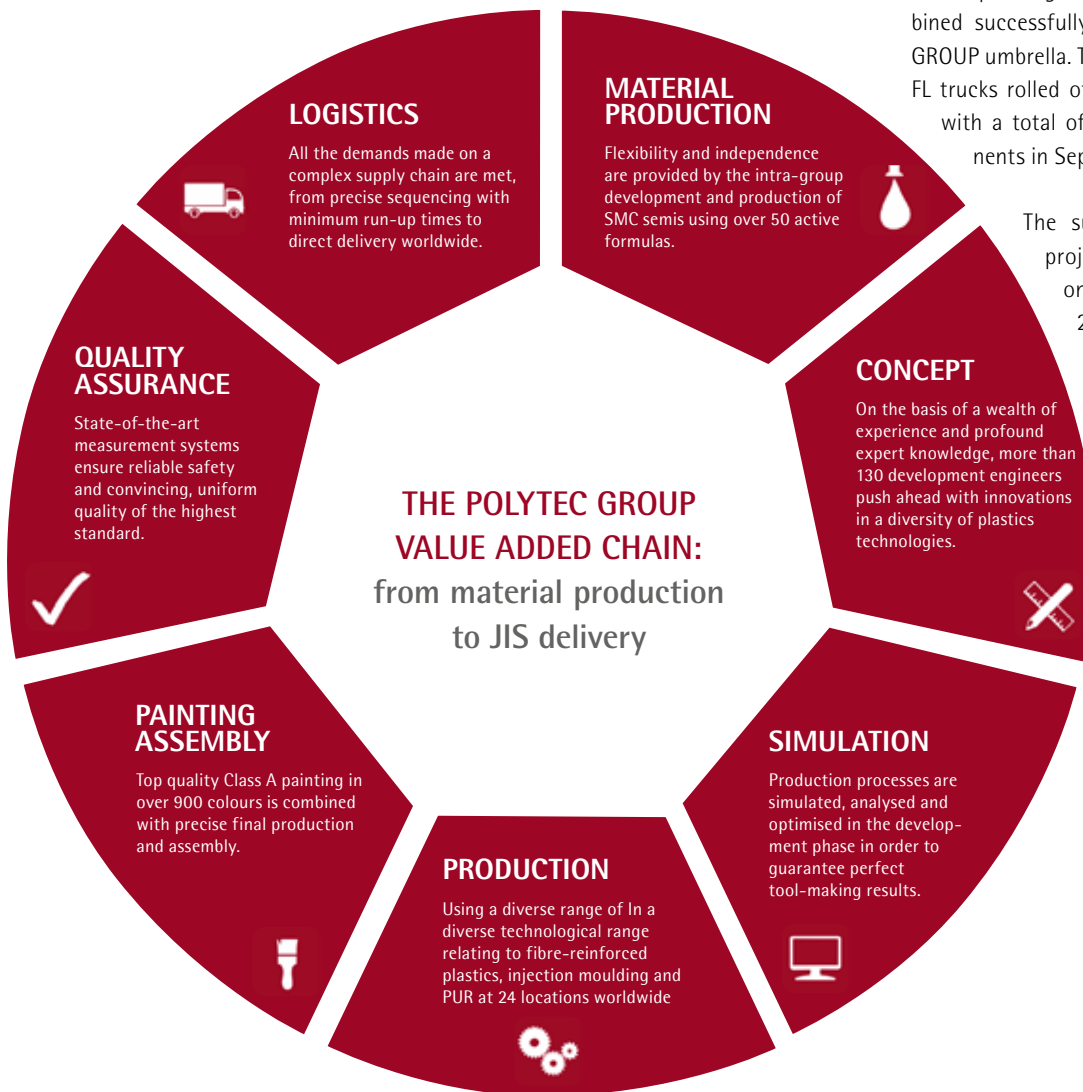 bined successfully
GROUP umbrella. T
FL trucks rolled of
with a total of
nents in Sep
The su
proj
or
2
MATERIAL
PRODUCTION
Flexibility and independence
are provided by the intra-group
development and production of
SMC semis using over 50 active
formulas.
CONCEPT
On the basis of a wealth of
experience and profound
expert knowledge, more than
130 development engineers
push ahead with innovations
in a diversity of plastics
technologies.
SIMULATION
Production processes are
simulated, analysed and
optimised in the develop-
ment phase in order to
guarantee perfect
tool-making results.
PRODUCTION
Using a diverse range of In a
diverse technological range
relating to fibre-reinforced
plastics, injection moulding and
PUR at 24 locations worldwide
PAINTING
ASSEMBLY
Top quality Class A painting in
over 900 colours is combined
with precise final production
and assembly.
QUALITY
ASSURANCE
State-of-the-art
measurement systems
ensure reliable safety
and convincing, uniform
quality of the highest
standard.
LOGISTICS
All the demands made on a
complex supply chain are met,
from precise sequencing with
minimum run-up times to
direct delivery worldwide.
THE POLYTEC GROUP
VALUE ADDED CHAIN:
from material production
to JIS delivery